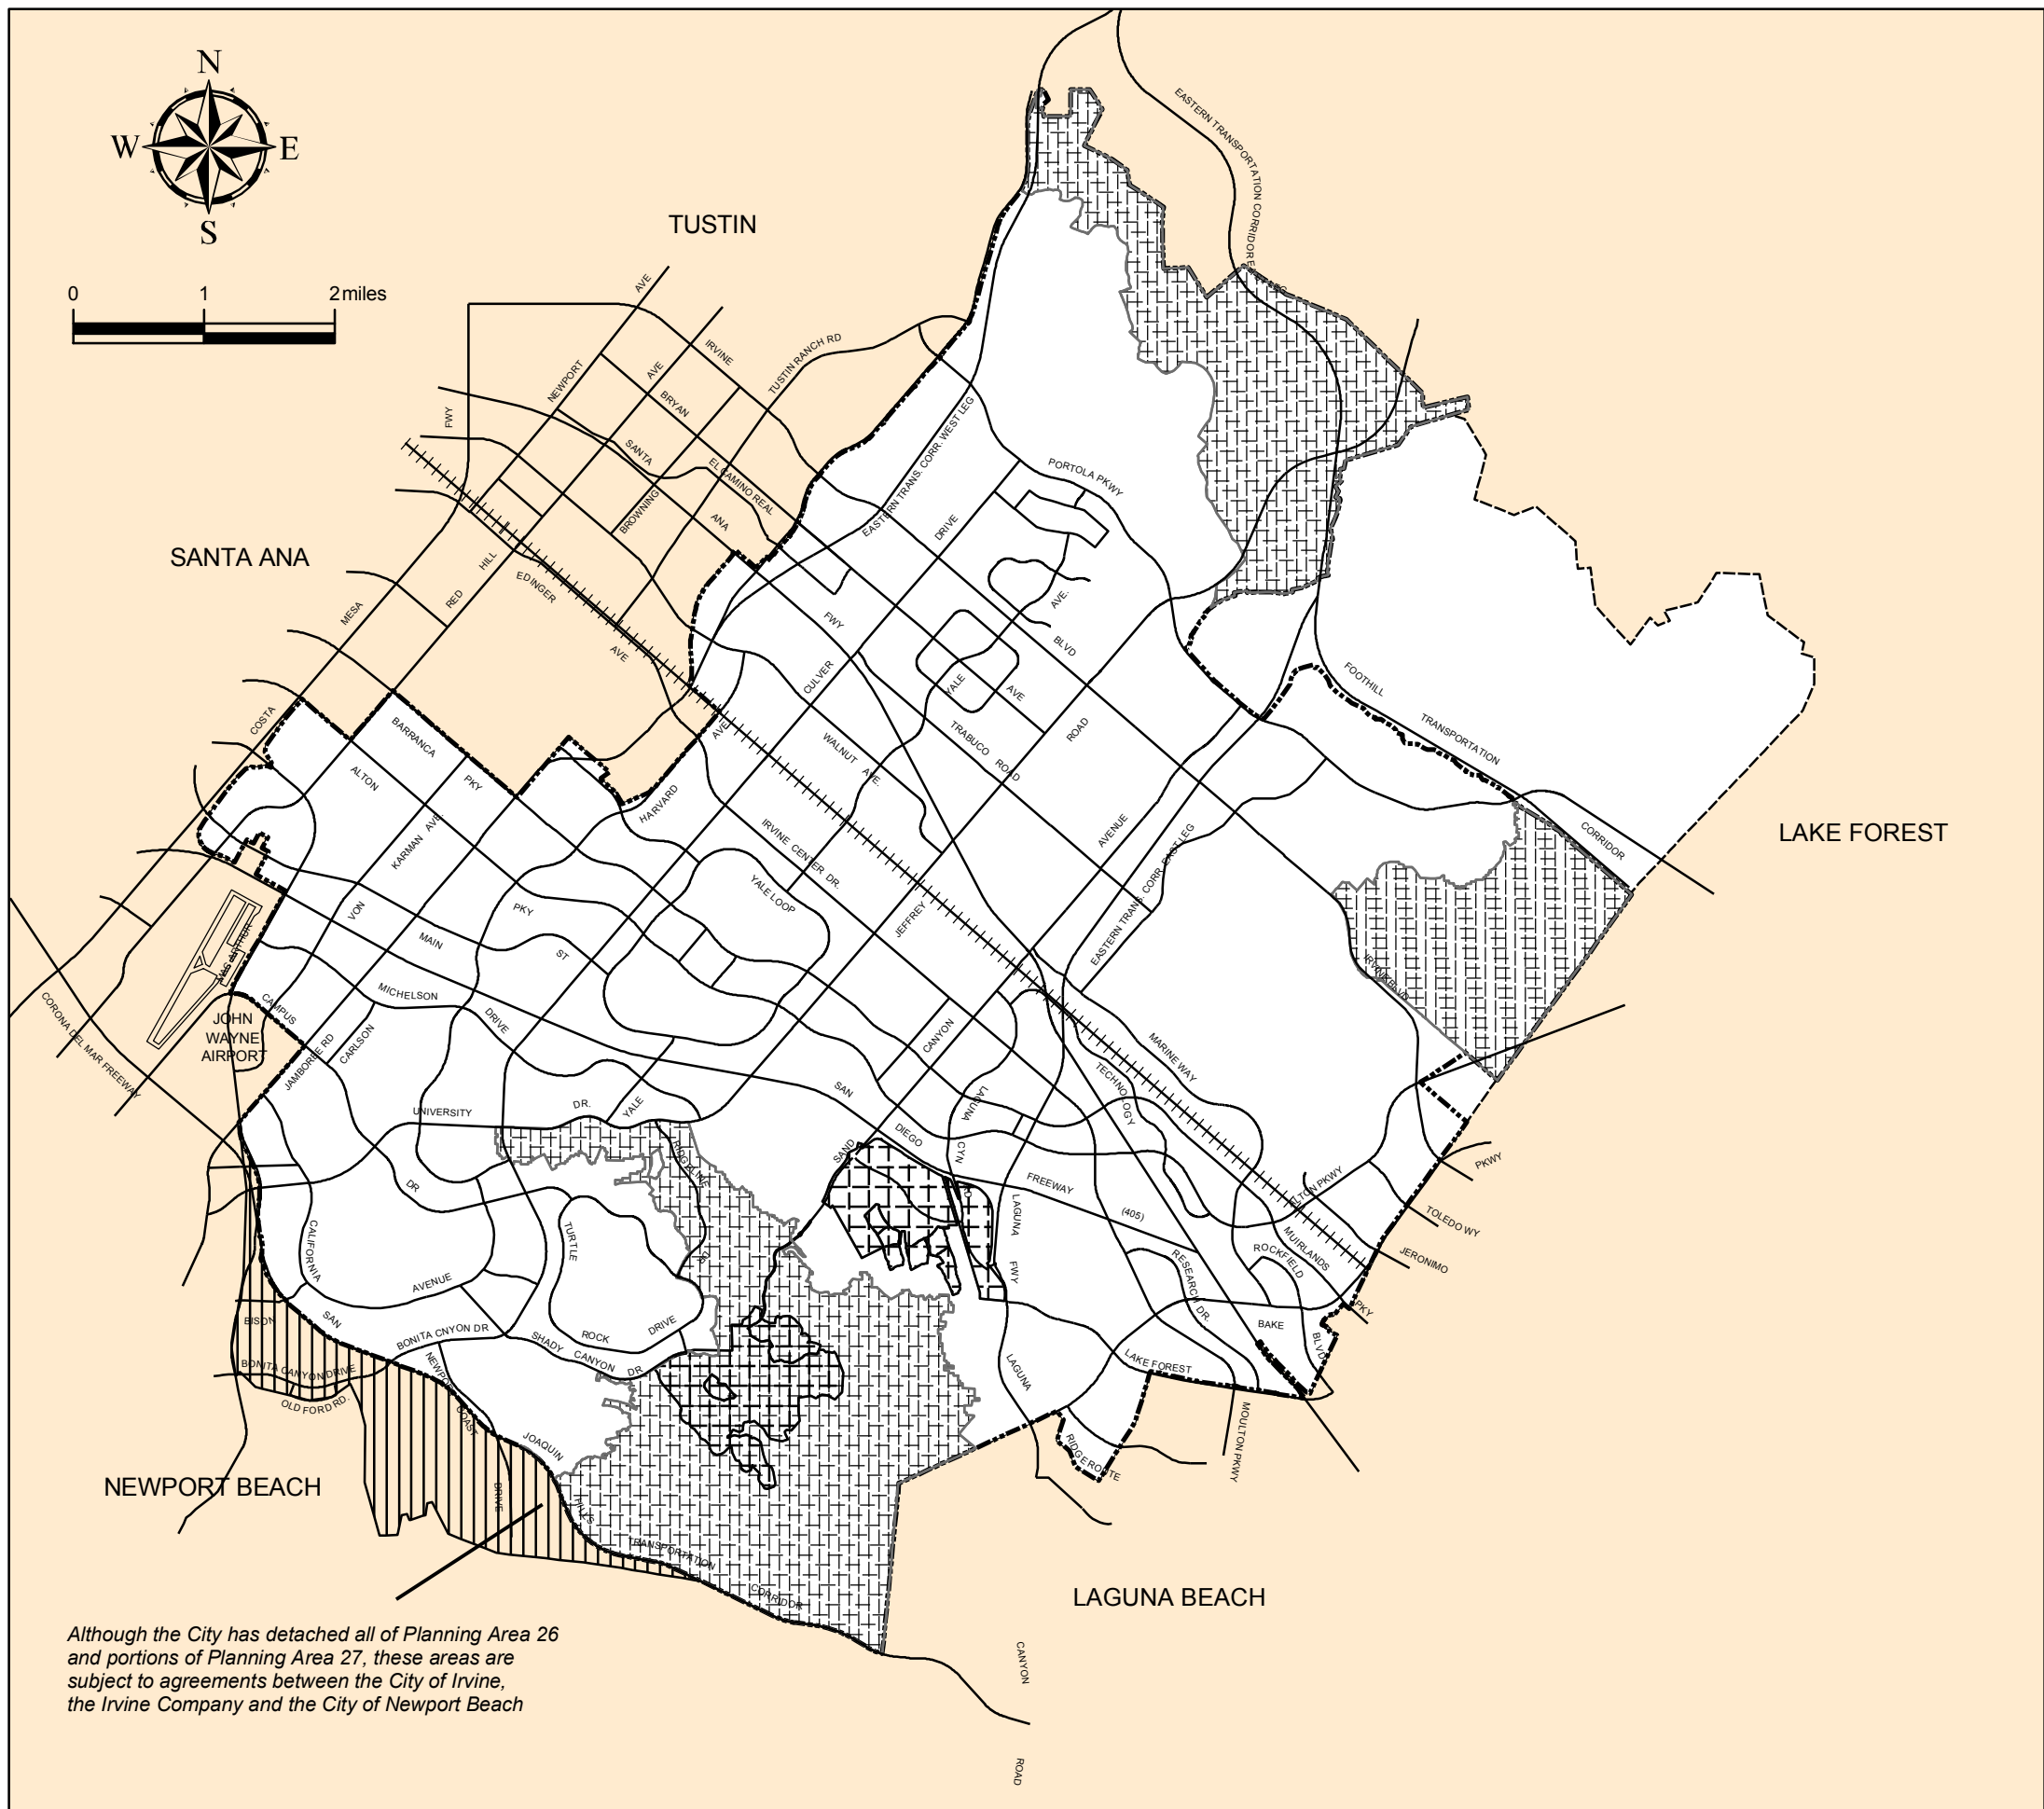 N
W
E
S
0 1 2 miles
TUSTIN
SANTA ANA
LAKE FOREST
NEWPORT BEACH
LAGUNA BEACH
JOHN
WAYNE
AIRPORT
EASTERN TRANSPORTATION CORRIDOR
AVE
NEWPORT
AVE
IRVINE
TUSTIN RANCH RD
BRYAN
FWY
SANTA
EL CAMINO REAL
BROWNING
ANA
EASTERN TRANS. CORR. WEST LEG
PORTOLA PKWY
DRIVE
HILL
RED
EDINGER
AVE
MESA
COSTA
FWY
AVE.
BLVD
CULVER
YALE
AVE
ROAD
TRABUCO
ROAD
WALNUT
AVE.
FOOTHILL
TRANSPORTATION
CORRIDOR
BARRANCA
PKY
ALTON
AVE
HARVARD
KARMAN
AVE.
VON
IRVINE CENTER DR.
AVENUE
EASTERN TRANS. CORR. EAST LEG
YALE LOOP
PKY
MAIN
ST
JEFFREY
IRVINE BLVD
MICHELSON
DRIVE
CAMPUS
CARLSON
JAMBOREE RD
CORONA DEL MAR FREEWAY
CANYON
MARINE WAY
TECHNOLOGY
LAGUNA
CYN
SAN
DIEGO
FREEWAY
(405)
UNIVERSITY
DR.
YALE
SAND
RIDGELINE
DR
ALTON PKWY
PKWY
TOLEDO WY
JERONIMO
MUIRLANDS
ROCKFIELD
PKY
BAKE
BLVD
RESEARCH DR.
LAGUNA
FWY
LAKE FOREST
LAGUNA
MOULTON PKWY
RIDGE ROUTE
CALIFORNIA
AVENUE
TURTLE
ROCK
DRIVE
SHADY
CANYON
DR.
BONITA CNYON DR.
SAN
BISON
BONITA CANYON DRIVE
OLD FORD RD.
NEWPORT
COAST
DRIVE
JOAQUIN
HILLS
TRANSPORTATION
CORRIDOR
CANYON
ROAD
Although the City has detached all of Planning Area 26
and portions of Planning Area 27, these areas are
subject to agreements between the City of Irvine,
the Irvine Company and the City of Newport Beach